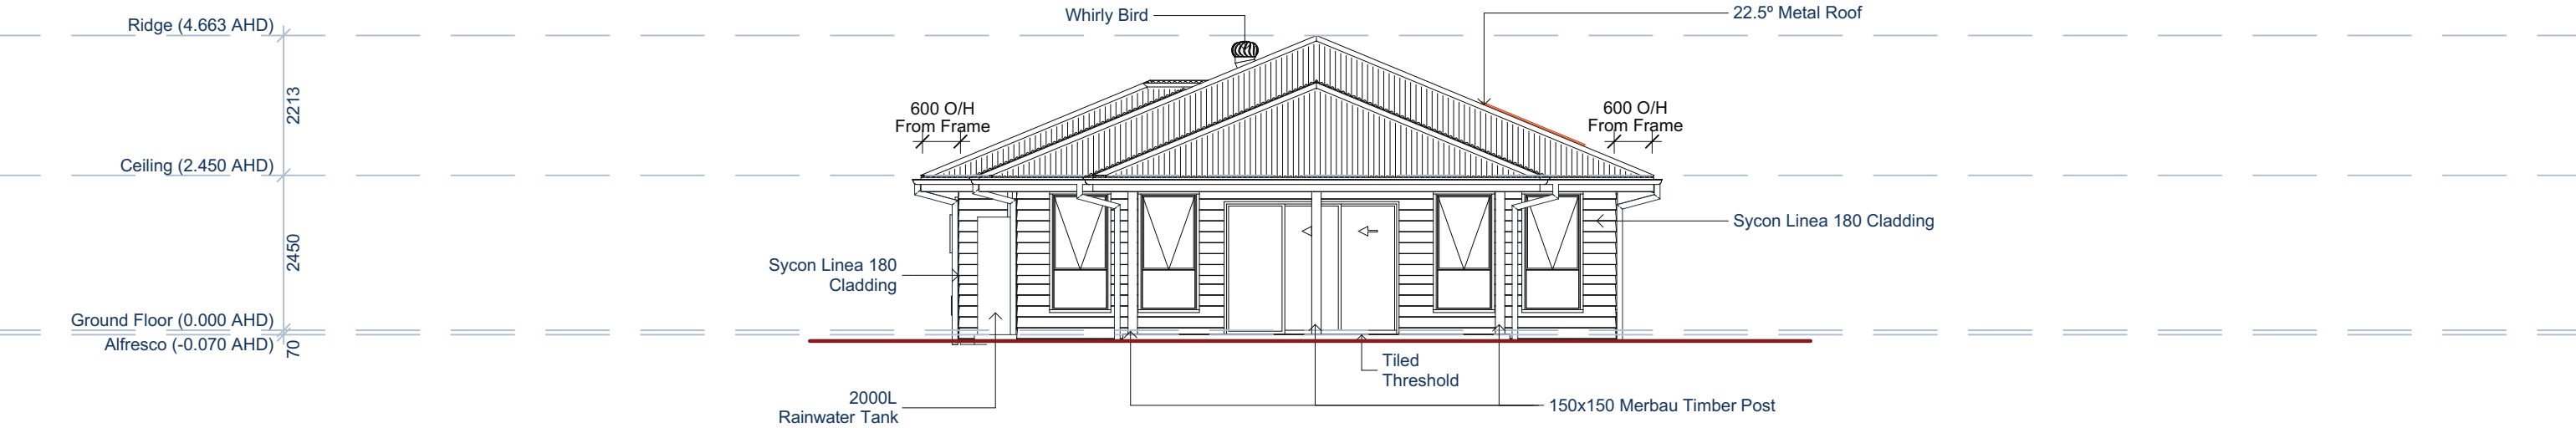 Ridge (4.663 AHD)
Whirly Bird
22.5º Metal Roof
2213
600 O/H
From Frame
600 O/H
From Frame
Ceiling (2.450 AHD)
2450
Sycon Linea 180 Cladding
Sycon Linea 180
Cladding
Ground Floor (0.000 AHD)
Alfresco (-0.070 AHD)
70
Tiled
Threshold
2000L
Rainwater Tank
150x150 Merbau Timber Post